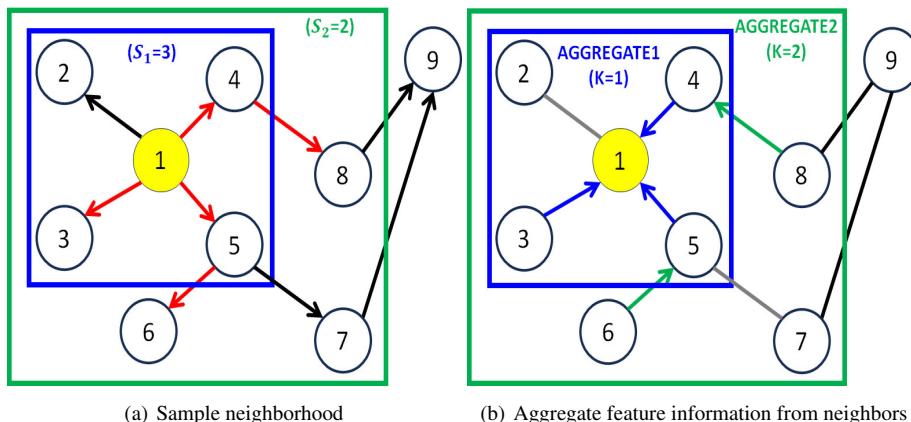 (S₁=3)
(S₂=2)
2
4
9
1
8
3
5
6
7
(a) Sample neighborhood
AGGREGATE1
(K=1)
AGGREGATE2
(K=2)
2
4
9
1
8
3
5
6
7
(b) Aggregate feature information from neighbors